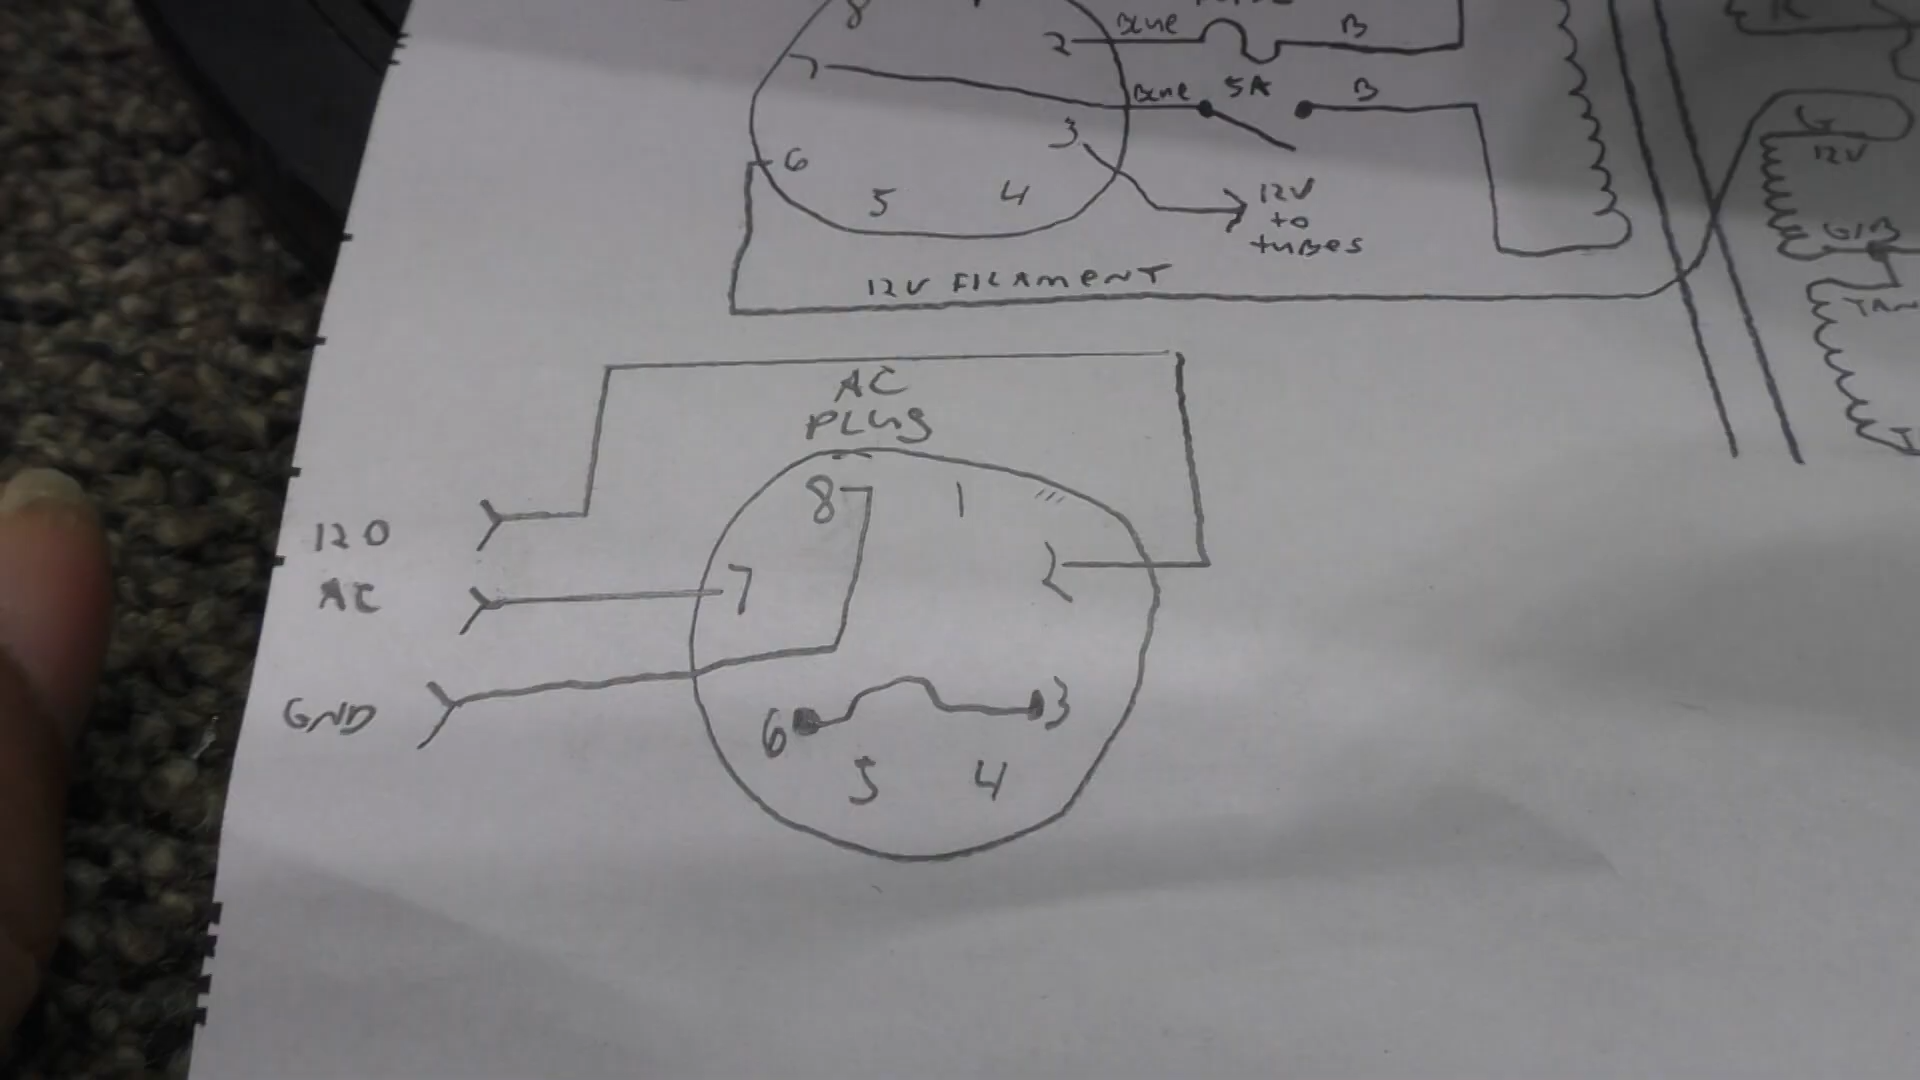 8
2 Blue B
7 Blue 5A B
3
6
5 4
12V
to
tuBes
12V FILAMENT
12V
G/B
TAN
AC
PLUG
8 1
2
120
AC
7
GND
6 3
5 4